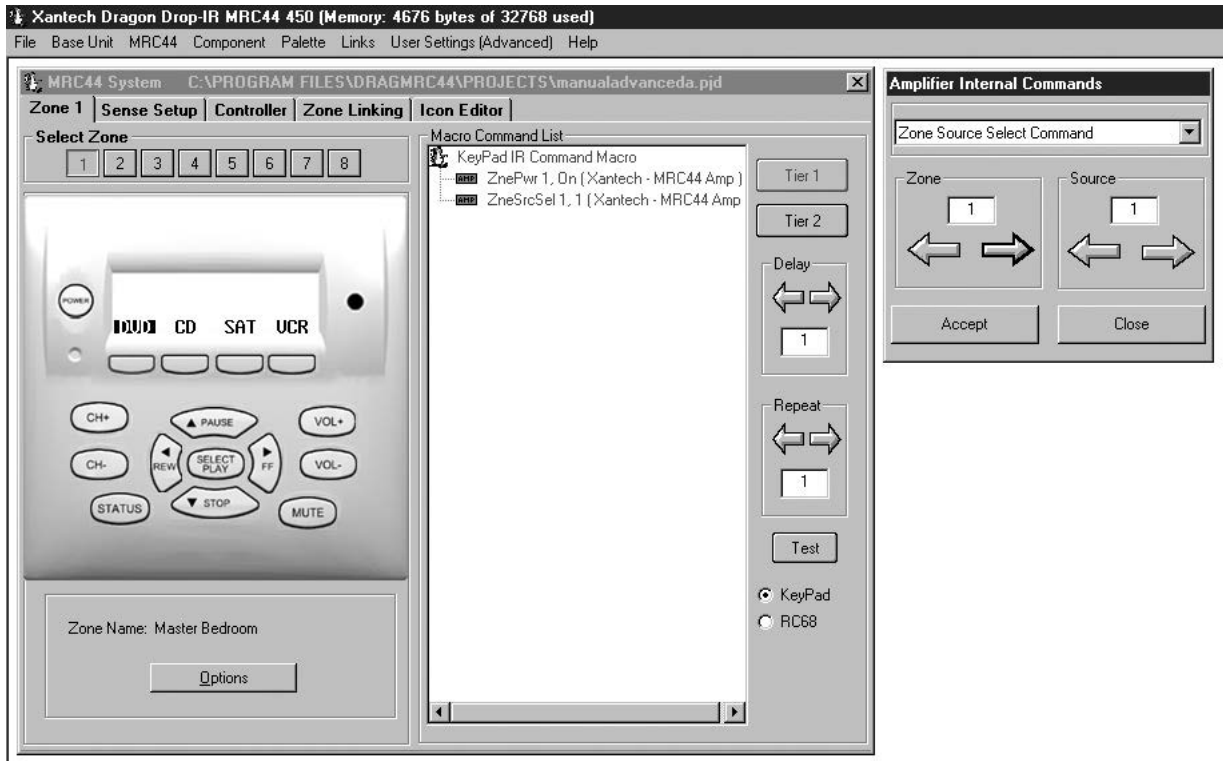 Xantech Dragon Drop-IR MRC44 450 (Memory: 4676 bytes of 32768 used)
File Base Unit MRC44 Component Palette Links User Settings (Advanced) Help
MRC44 System C:\PROGRAM FILES\DRAGMRC44\PROJECTS\manualadvanceda.pjd
Zone 1 Sense Setup Controller Zone Linking Icon Editor
Select Zone
1 2 3 4 5 6 7 8
POWER
DVD CD SAT VCR
CH+ PAUSE VOL+
CH- REW SELECT PLAY FF VOL-
STATUS STOP MUTE
Zone Name: Master Bedroom
Options
Macro Command List
KeyPad IR Command Macro
ZnePwr 1, On ( Xantech - MRC44 Amp )
ZneSrcSel 1, 1 ( Xantech - MRC44 Amp
Tier 1
Tier 2
Delay
1
Repeat
1
Test
KeyPad
RC68
Amplifier Internal Commands
Zone Source Select Command
Zone Source
1 1
Accept Close